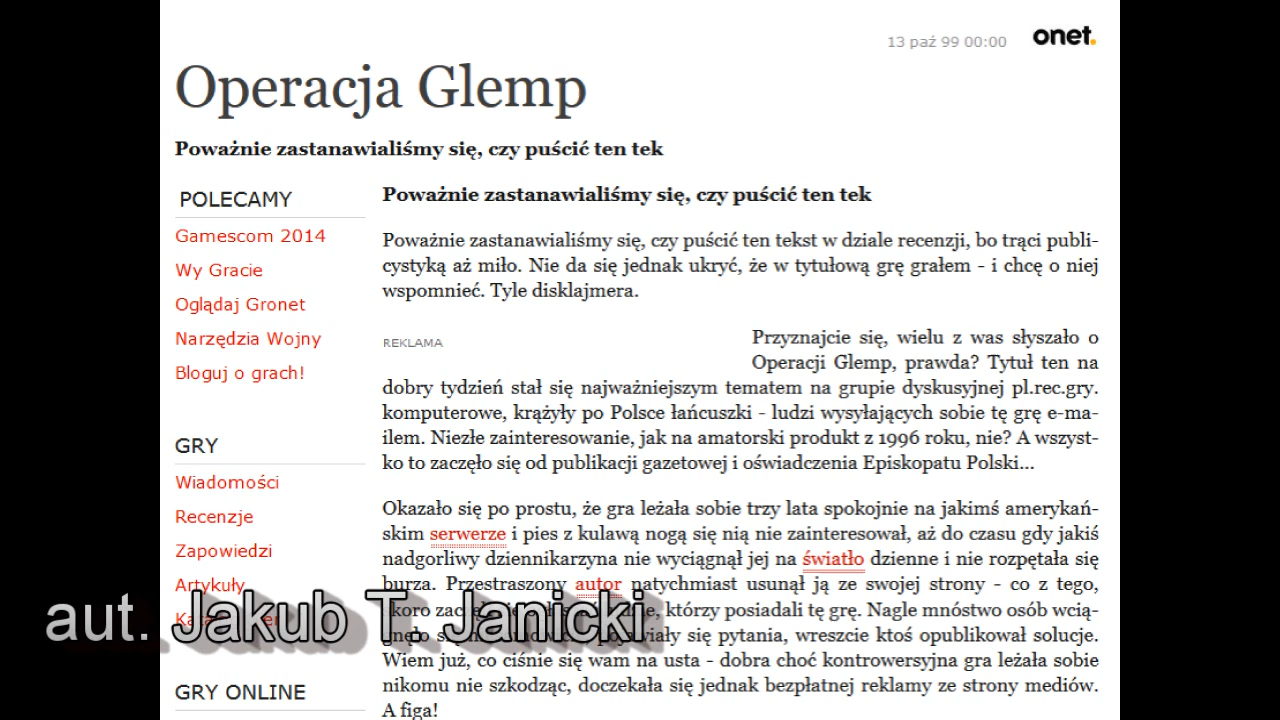 13 paź 99 00:00
onet.
Operacja Glemp
Poważnie zastanawialiśmy się, czy puścić ten tek
POLECAMY
Gamescom 2014
Wy Gracie
Oglądaj Gronet
Narzędzia Wojny
Bloguj o grach!
GRY
Wiadomości
Recenzje
Zapowiedzi
Artykuły
GRY ONLINE
Poważnie zastanawialiśmy się, czy puścić ten tek
Poważnie zastanawialiśmy się, czy puścić ten tekst w dziale recenzji, bo trąci publi-
cystyką aż miło. Nie da się jednak ukryć, że w tytułową grę grałem - i chcę o niej
wspomnieć. Tyle disklajmera.
REKLAMA
Przyznajcie się, wielu z was słyszało o
Operacji Glemp, prawda? Tytuł ten na
dobry tydzień stał się najważniejszym tematem na grupie dyskusyjnej pl.rec.gry.
komputerowe, krążyły po Polsce łańcuszki - ludzi wysyłających sobie tę grę e-ma-
ilem. Niezłe zainteresowanie, jak na amatorski produkt z 1996 roku, nie? A wszyst-
ko to zaczęło się od publikacji gazetowej i oświadczenia Episkopatu Polski...
Okazało się po prostu, że gra leżała sobie trzy lata spokojnie na jakimś amerykań-
skim serwerze i pies z kulawą nogą się nią nie zainteresował, aż do czasu gdy jakiś
nadgorliwy dziennikarzyna nie wyciągnął jej na światło dzienne i nie rozpętała się
burza. Przestraszony autor natychmiast usunął ją ze swojej strony - co z tego,
którzy posiadali tę grę. Nagle mnóstwo osób wcią-
się pytania, wreszcie ktoś opublikował solucje.
Wiem już, co ciśnie się wam na usta - dobra choć kontrowersyjna gra leżała sobie
nikomu nie szkodząc, doczekała się jednak bezpłatnej reklamy ze strony mediów.
A figa!
aut. Jakub T. Janicki